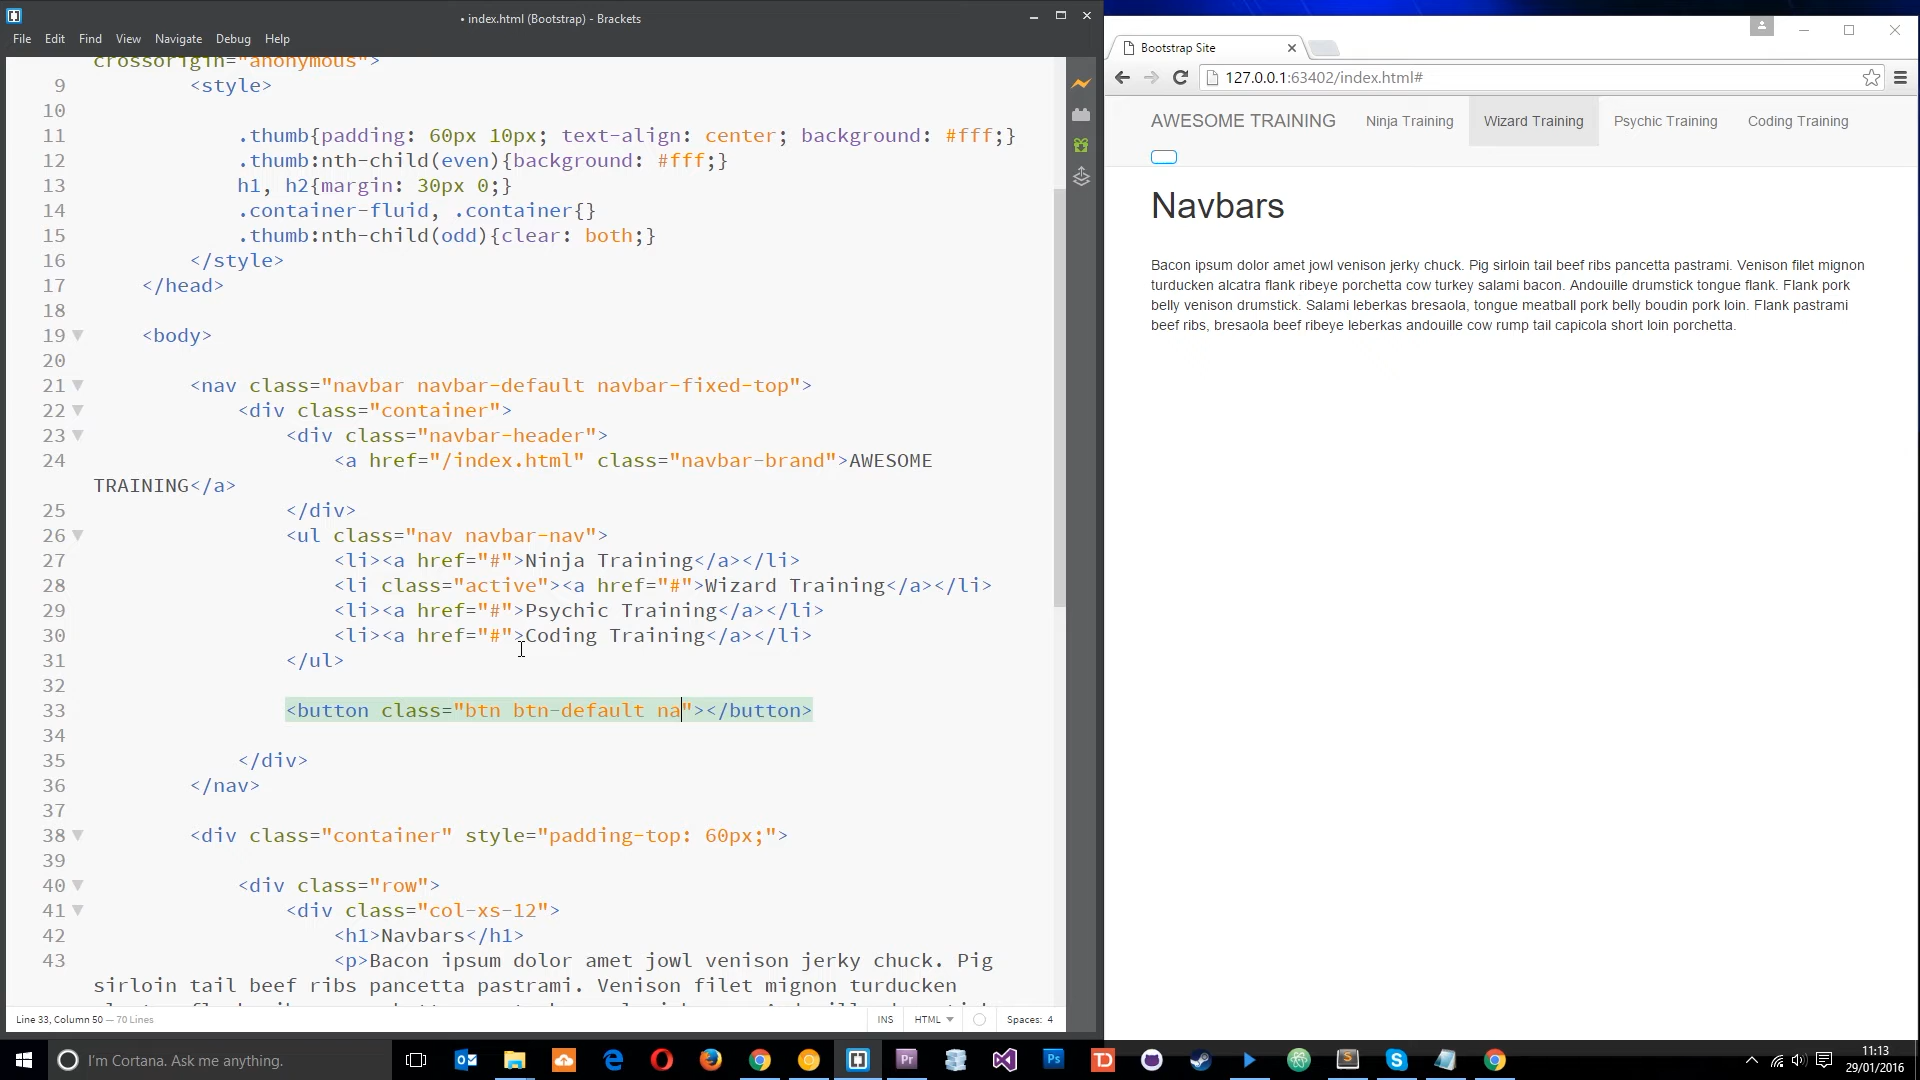 • index.html (Bootstrap) - Brackets
File Edit Find View Navigate Debug Help
crossorigin="anonymous">
9 <style>
10
11 .thumb{padding: 60px 10px; text-align: center; background: #fff;}
12 .thumb:nth-child(even){background: #fff;}
13 h1, h2{margin: 30px 0;}
14 .container-fluid, .container{}
15 .thumb:nth-child(odd){clear: both;}
16 </style>
17 </head>
18
19 <body>
20
21 <nav class="navbar navbar-default navbar-fixed-top">
22 <div class="container">
23 <div class="navbar-header">
24 <a href="/index.html" class="navbar-brand">AWESOME
TRAINING</a>
25 </div>
26 <ul class="nav navbar-nav">
27 <li><a href="#">Ninja Training</a></li>
28 <li class="active"><a href="#">Wizard Training</a></li>
29 <li><a href="#">Psychic Training</a></li>
30 <li><a href="#">Coding Training</a></li>
31 </ul>
32
33 <button class="btn btn-default na"></button>
34
35 </div>
36 </nav>
37
38 <div class="container" style="padding-top: 60px;">
39
40 <div class="row">
41 <div class="col-xs-12">
42 <h1>Navbars</h1>
43 <p>Bacon ipsum dolor amet jowl venison jerky chuck. Pig
sirloin tail beef ribs pancetta pastrami. Venison filet mignon turducken
Line 33, Column 50 — 70 Lines
INS HTML Spaces: 4
Bootstrap Site
127.0.0.1:63402/index.html#
AWESOME TRAINING Ninja Training Wizard Training Psychic Training Coding Training
Navbars
Bacon ipsum dolor amet jowl venison jerky chuck. Pig sirloin tail beef ribs pancetta pastrami. Venison filet mignon
turducken alcatra flank ribeye porchetta cow turkey salami bacon. Andouille drumstick tongue flank. Flank pork
belly venison drumstick. Salami leberkas bresaola, tongue meatball pork belly boudin pork loin. Flank pastrami
beef ribs, bresaola beef ribeye leberkas andouille cow rump tail capicola short loin porchetta.
I'm Cortana. Ask me anything.
Pr
Ps
11:13
29/01/2016